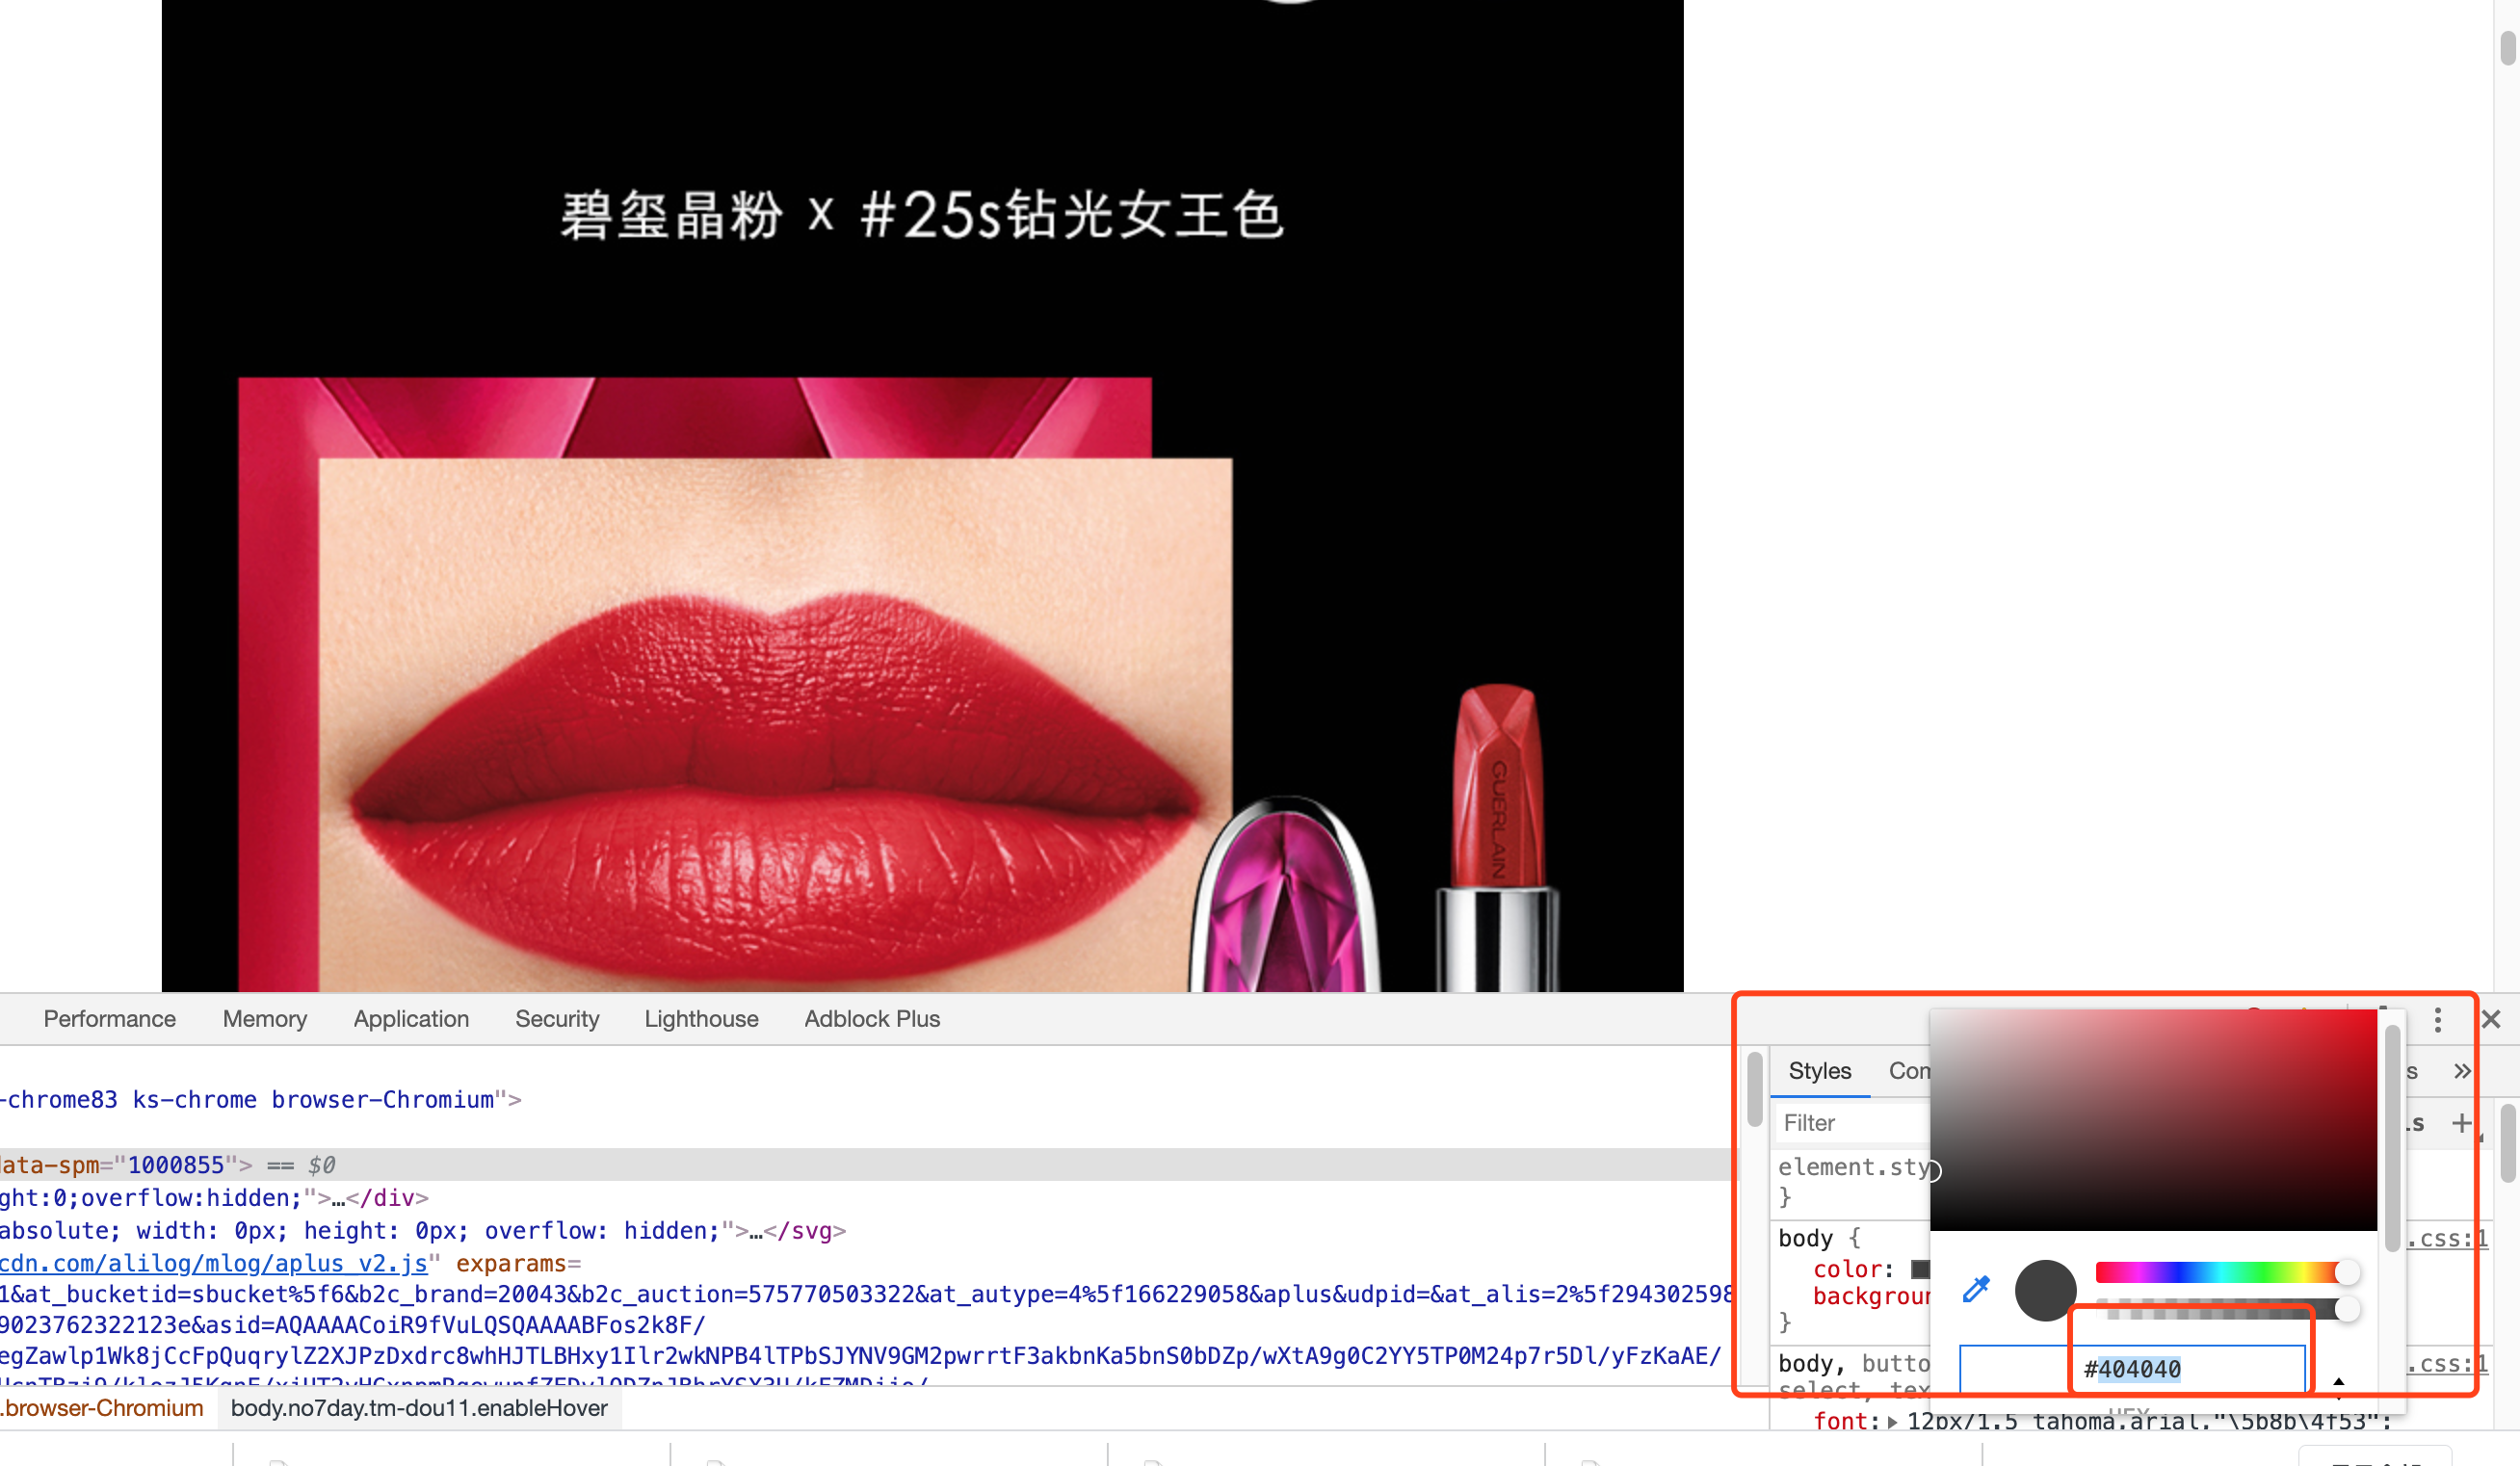 碧玺晶粉 x #25s钻光女王色
GUERLAIN
Performance Memory Application Security Lighthouse Adblock Plus
-chrome83 ks-chrome browser-Chromium">
data-spm="1000855"> == $0
ght:0;overflow:hidden;">…</div>
absolute; width: 0px; height: 0px; overflow: hidden;">…</svg>
cdn.com/alilog/mlog/aplus_v2.js" exparams=
1&at_bucketid=sbucket%5f6&b2c_brand=20043&b2c_auction=575770503322&at_autype=4%5f166229058&aplus&udpid=&at_alis=2%5f294302598
9023762322123e&asid=AQAAAACoiR9fVuLQSQAAAABFos2k8F/
egZawlp1Wk8jCcFpQuqrylZ2XJPzDxdrc8whHJTLBHxy1Ilr2wkNPB4lTPbSJYNV9GM2pwrrtF3akbnKa5bnS0bDZp/wXtA9g0C2YY5TP0M24p7r5Dl/yFzKaAE/
.browser-Chromium body.no7day.tm-dou11.enableHover
Styles Com s »
Filter .s +
element.sty
}
body { .css:1
color:
backgroun
}
body, butto .css:1
select, tex
#404040
HEX
font: 12px/1.5 tahoma,arial,"\5b8b\4f53";